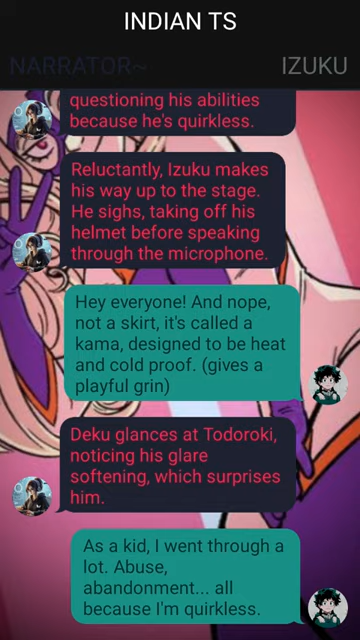 INDIAN TS
NARRATOR~
IZUKU
questioning his abilities
because he's quirkless.
Reluctantly, Izuku makes
his way up to the stage.
He sighs, taking off his
helmet before speaking
through the microphone.
Hey everyone! And nope,
not a skirt, it's called a
kama, designed to be heat
and cold proof. (gives a
playful grin)
Deku glances at Todoroki,
noticing his glare
softening, which surprises
him.
As a kid, I went through a
lot. Abuse,
abandonment... all
because I'm quirkless.